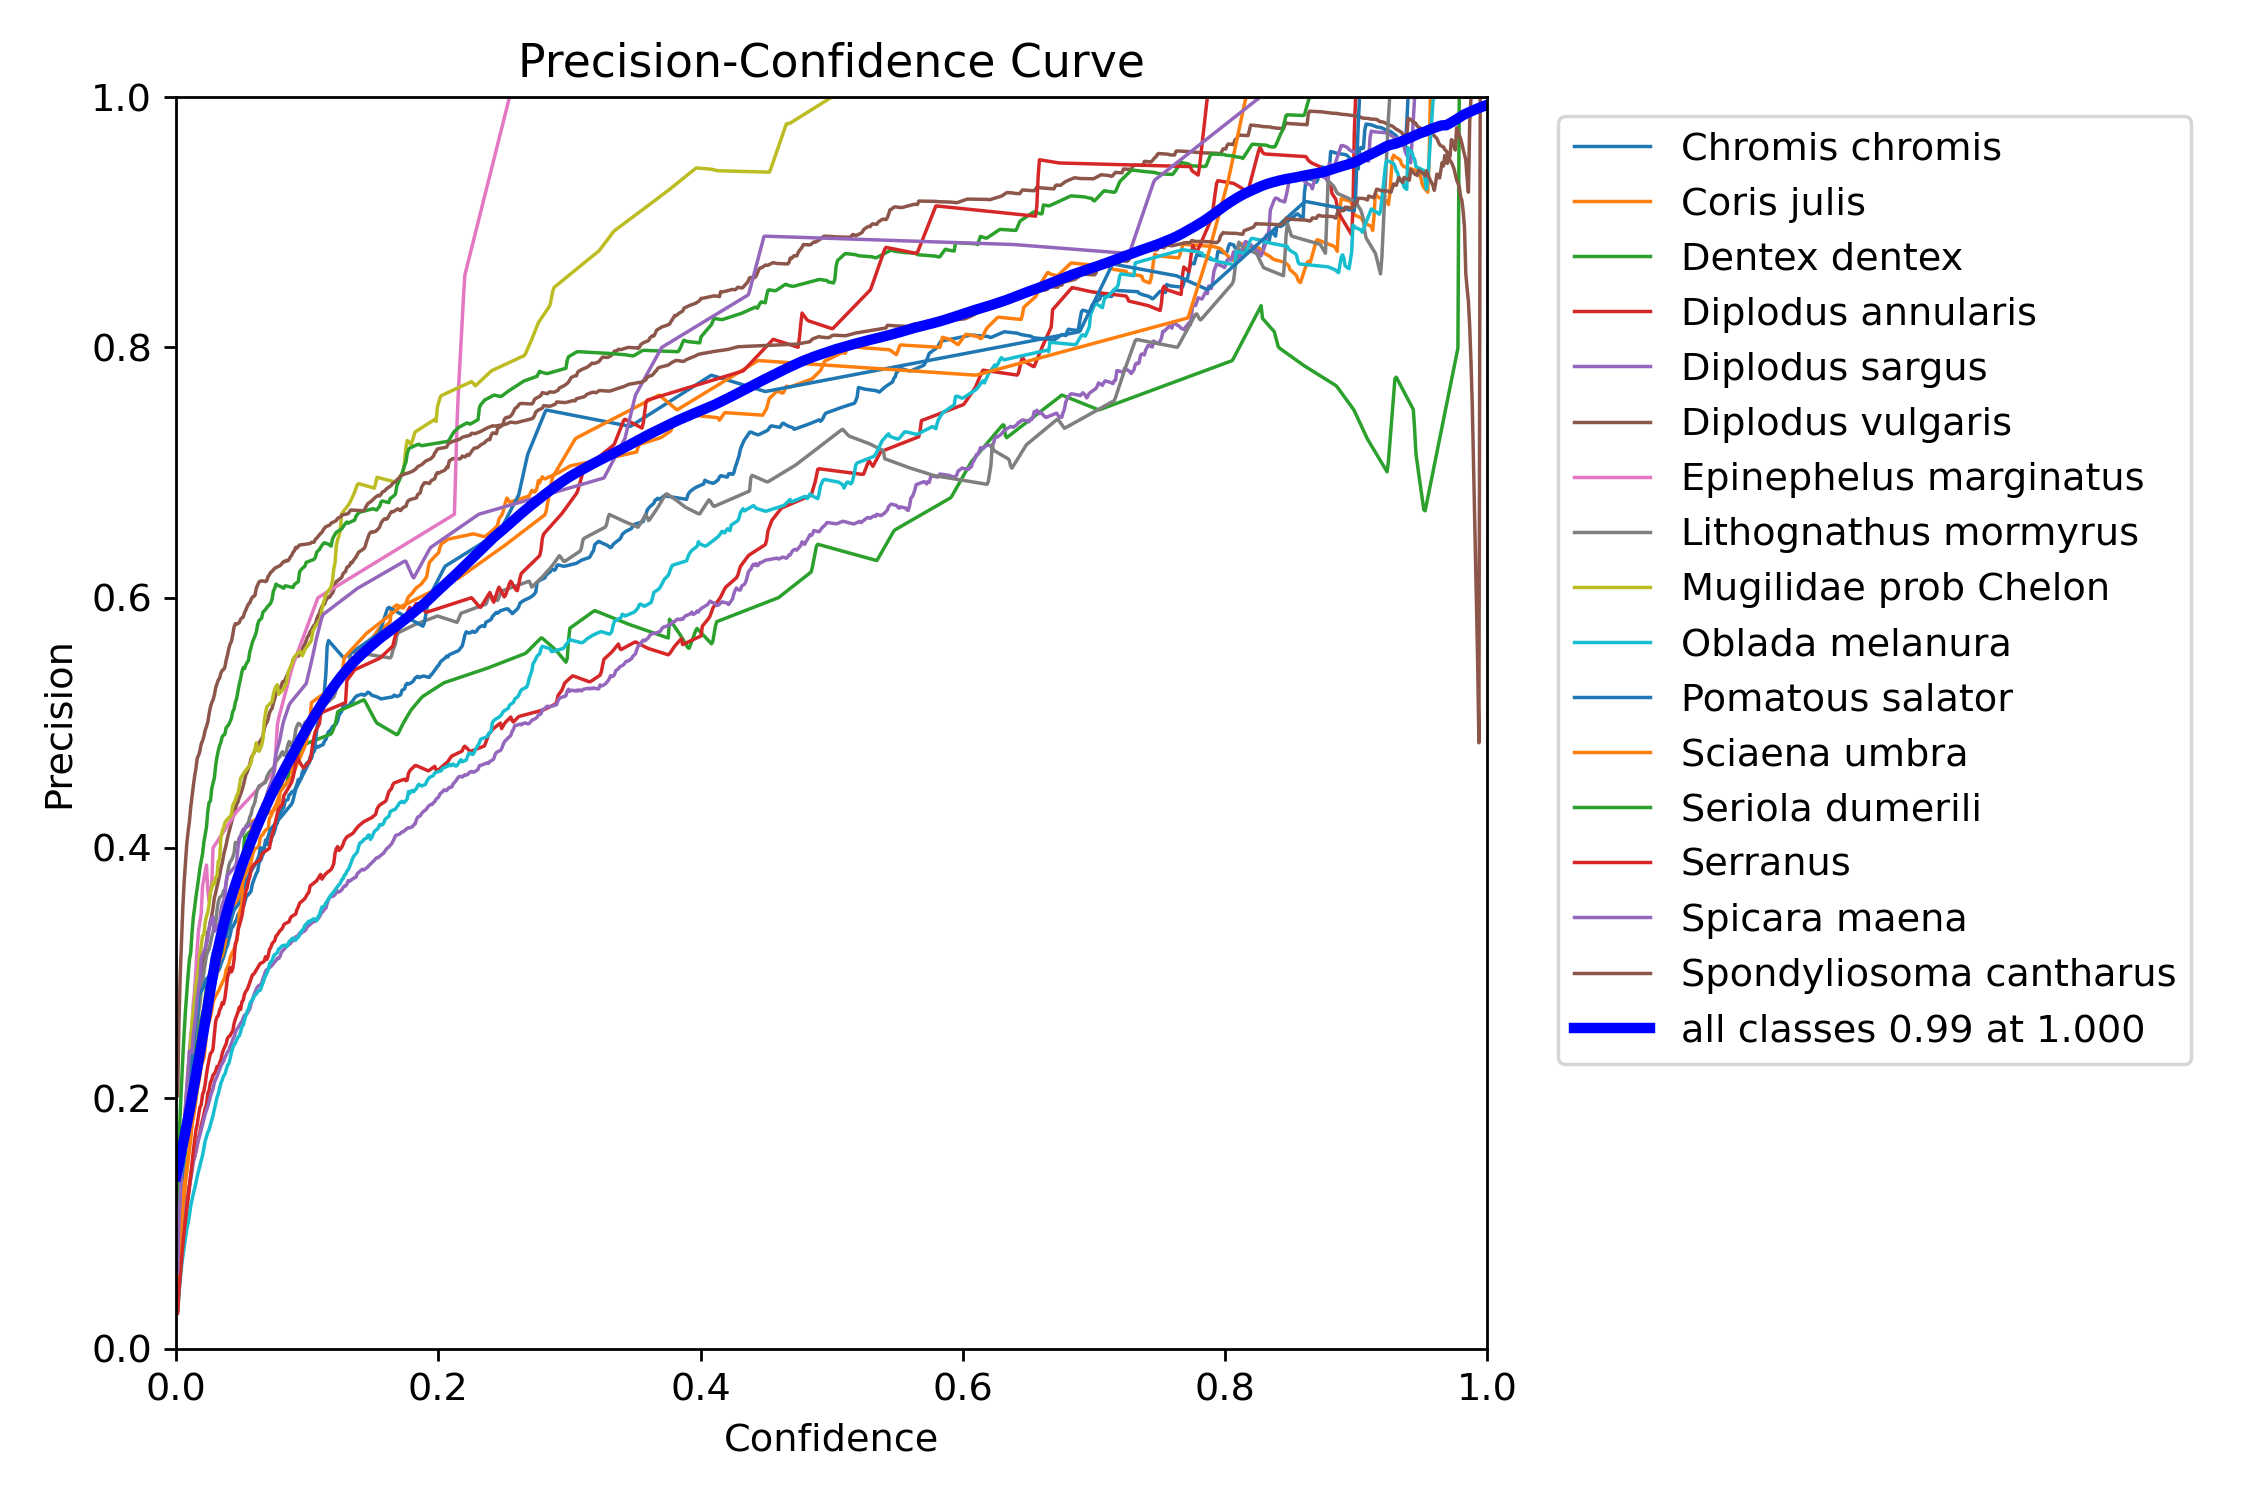 Precision-Confidence Curve
1.0
0.8
0.6
0.4
0.2
0.0
Precision
0.0 0.2 0.4 0.6 0.8 1.0
Confidence
Chromis chromis
Coris julis
Dentex dentex
Diplodus annularis
Diplodus sargus
Diplodus vulgaris
Epinephelus marginatus
Lithognathus mormyrus
Mugilidae prob Chelon
Oblada melanura
Pomatous salator
Sciaena umbra
Seriola dumerili
Serranus
Spicara maena
Spondyliosoma cantharus
all classes 0.99 at 1.000